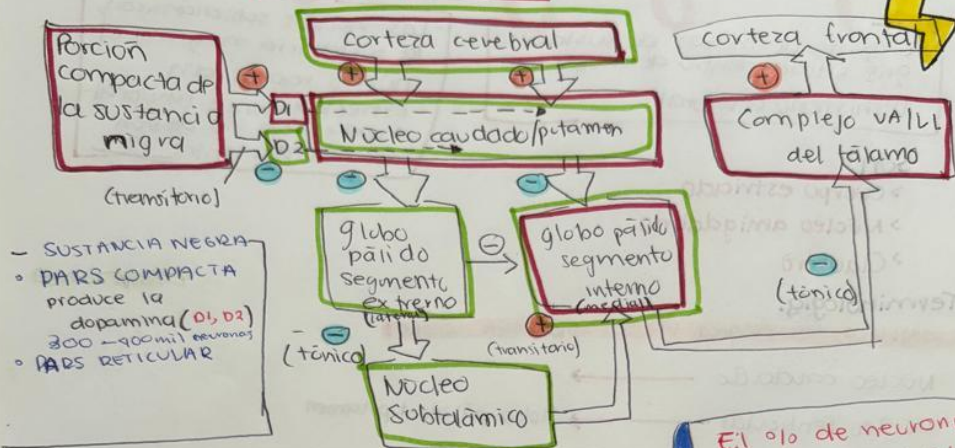 Porción
compacta de
la sustancia
nigra
(transitorio)
+
D1
D2
-
corteza cerebral
+
+
Núcleo caudado/putamen
-
-
corteza frontal
+
Complejo VA/LL
del tálamo
-
(tónico)
globo
pálido
segmento
externo
(lateral)
-
globo pálido
segmento
interno
(medial)
-
(tónico)
+
(transitorio)
Núcleo
Subtalámico
- SUSTANCIA NEGRA
• PARS COMPACTA
produce la
dopamina (D1, D2)
300 - 400mil neuronas
• PARS RETICULAR
El % de neuron